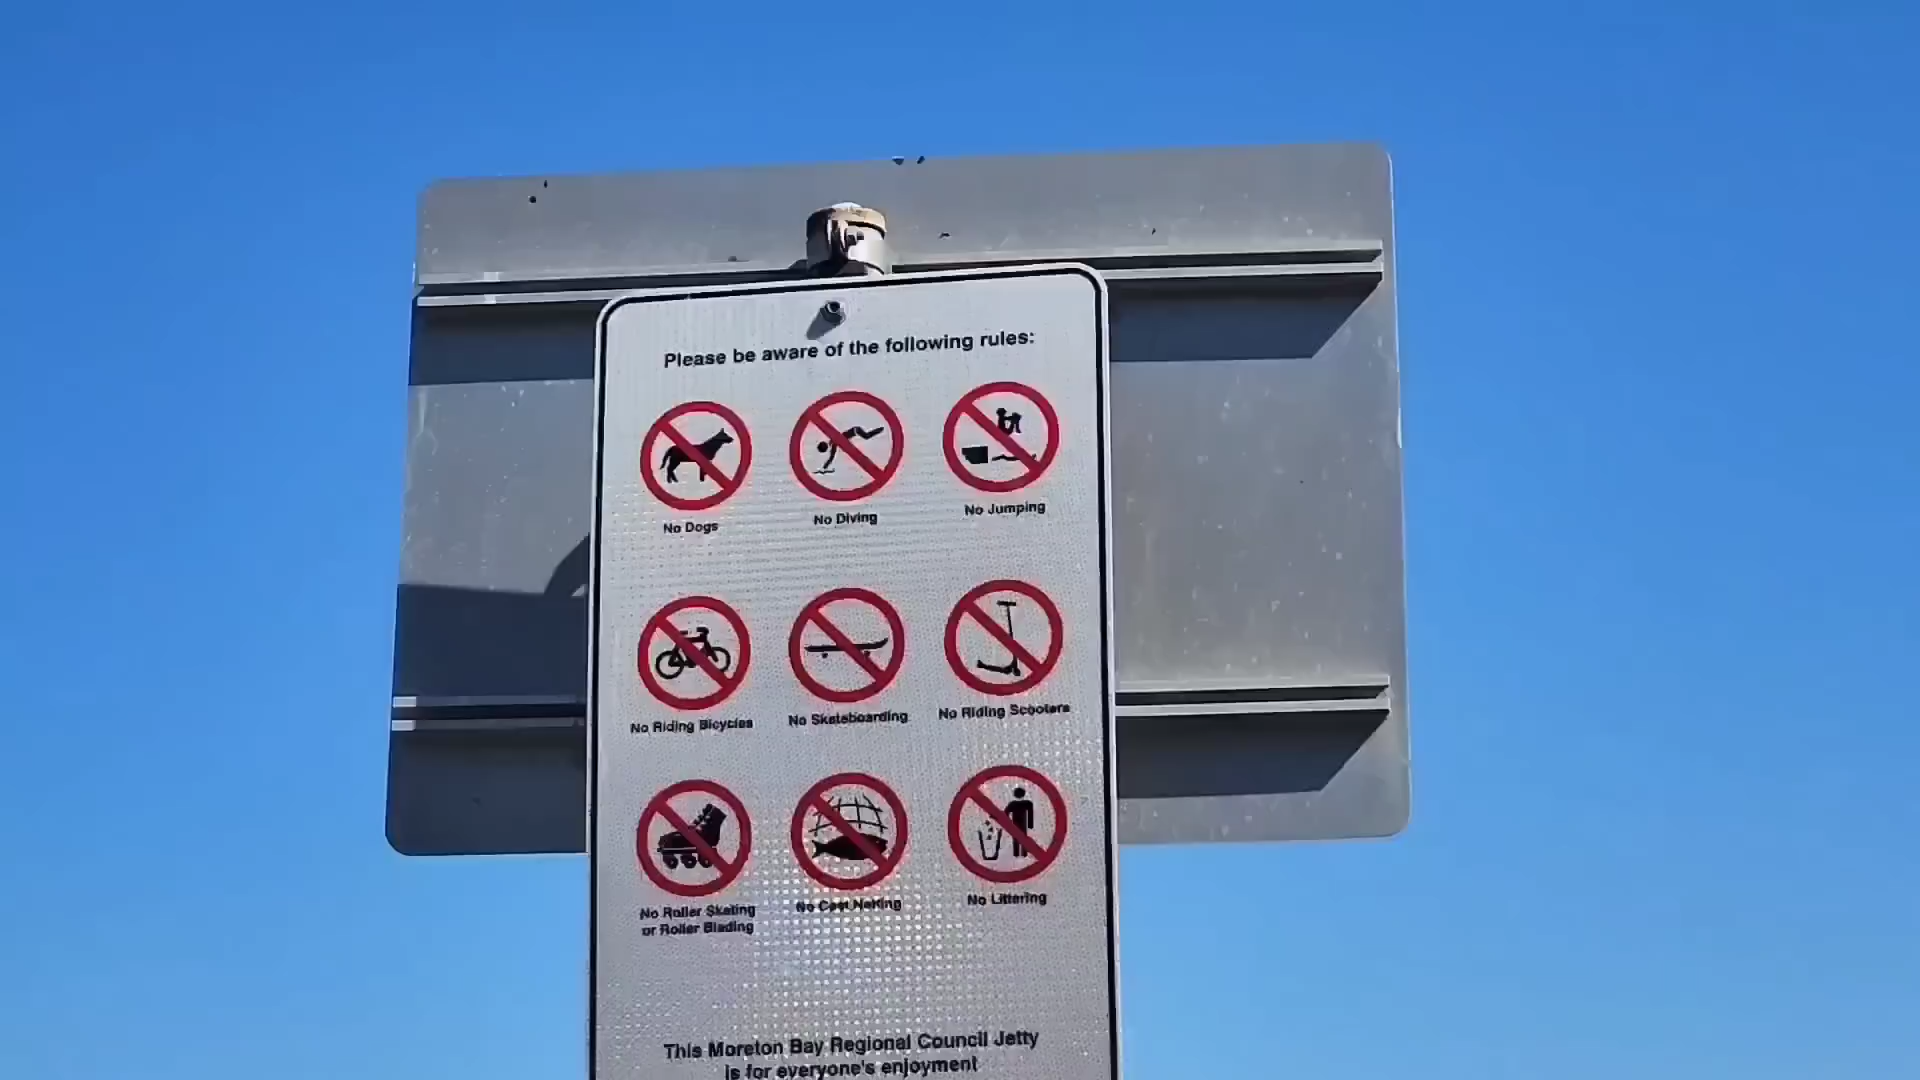 Please be aware of the following rules:
No Dogs
No Diving
No Jumping
No Riding Bicycles
No Skateboarding
No Riding Scooters
No Roller Skating
or Roller Blading
No Cast Netting
No Littering
This Moreton Bay Regional Council Jetty
is for everyone's enjoyment